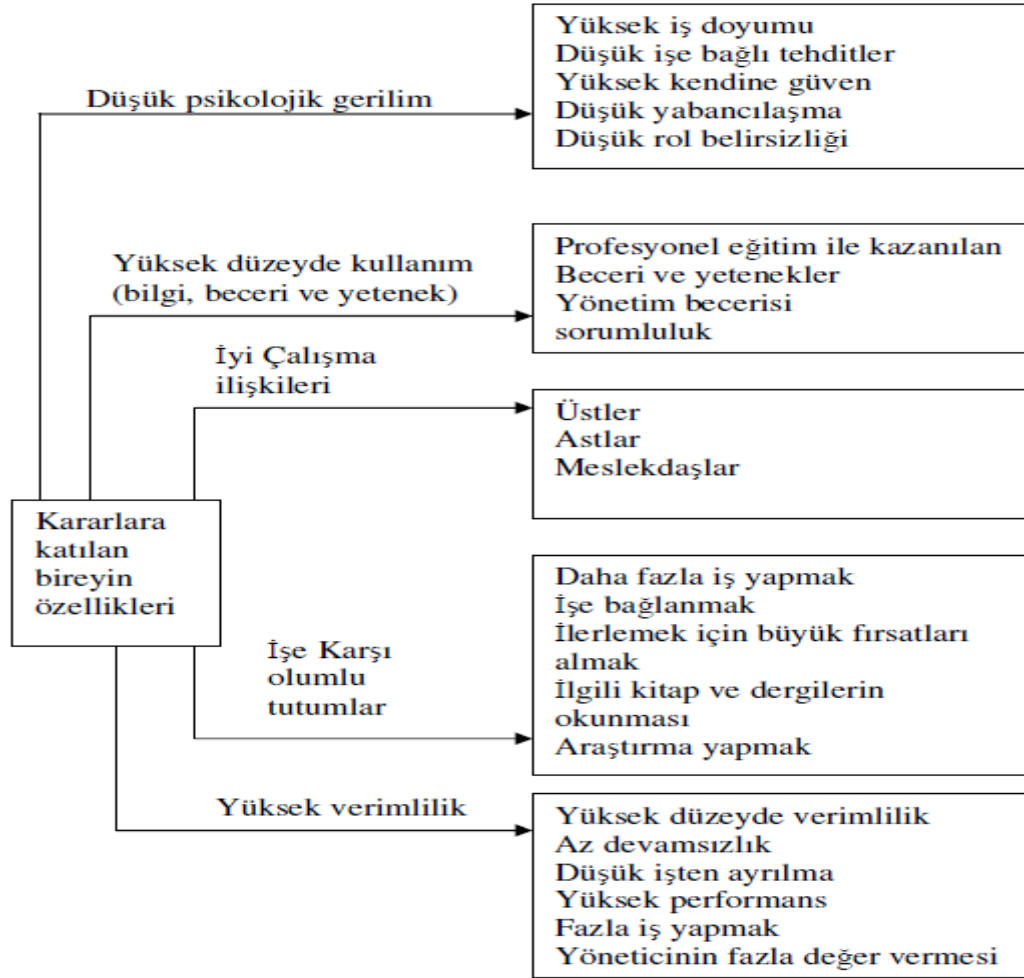 Yüksek iş doyumu
Düşük işe bağlı tehditler
Yüksek kendine güven
Düşük yabancılaşma
Düşük rol belirsizliği
Düşük psikolojik gerilim
Profesyonel eğitim ile kazanılan
Beceri ve yetenekler
Yönetim becerisi
sorumluluk
Yüksek düzeyde kullanım
(bilgi, beceri ve yetenek)
İyi Çalışma
ilişkileri
Üstler
Astlar
Meslekdaşlar
Kararlara
katılan
bireyin
özellikleri
Daha fazla iş yapmak
İşe bağlanmak
İlerlemek için büyük fırsatları
almak
İlgili kitap ve dergilerin
okunması
Araştırma yapmak
İşe Karşı
olumlu
tutumlar
Yüksek verimlilik
Yüksek düzeyde verimlilik
Az devamsızlık
Düşük işten ayrılma
Yüksek performans
Fazla iş yapmak
Yöneticinin fazla değer vermesi